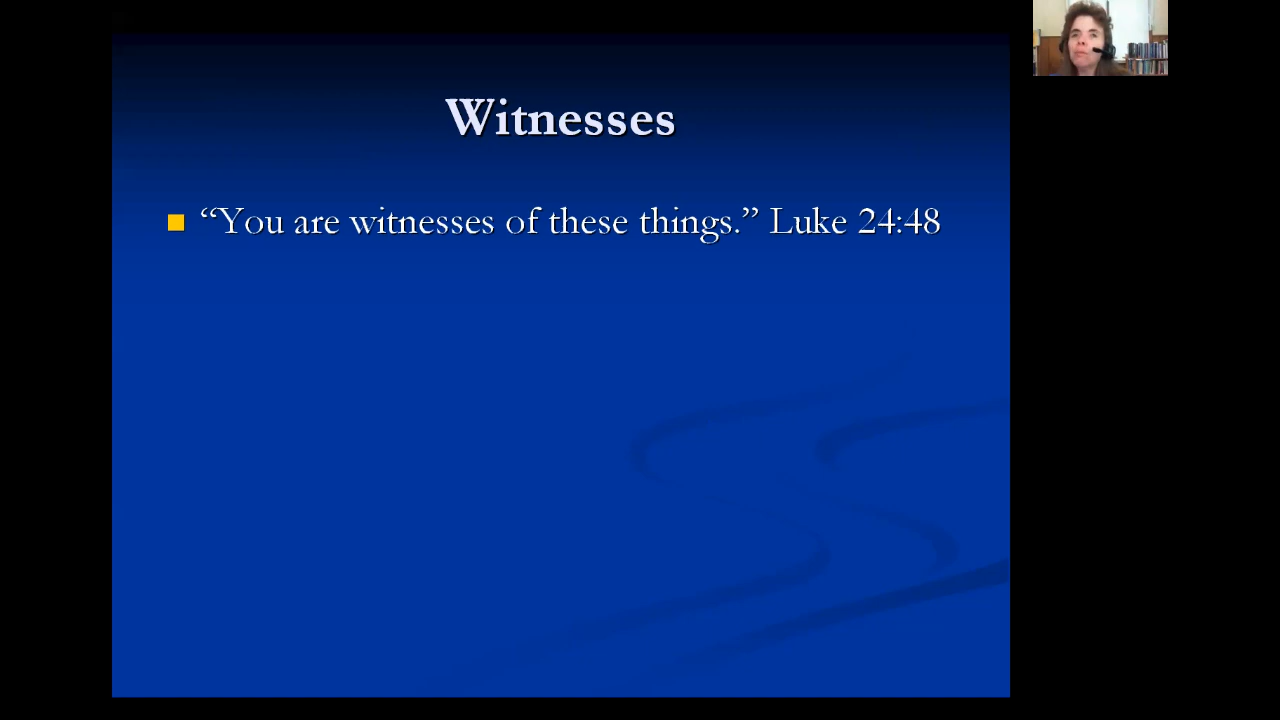 Witnesses
“You are witnesses of these things.” Luke 24:48